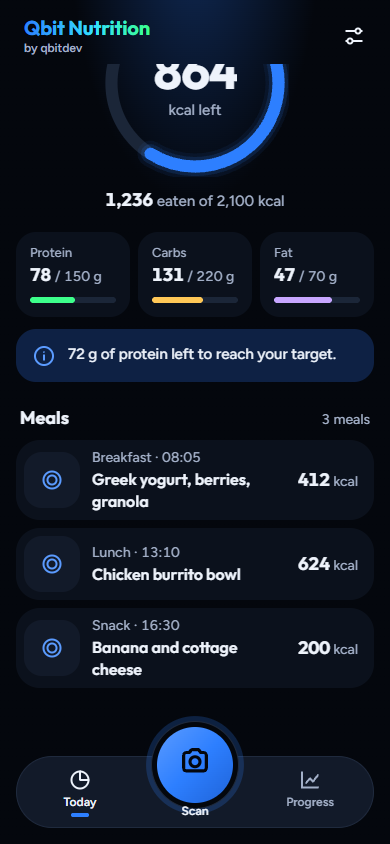 Qbit Nutrition
by qbitdev
864
kcal left
1,236 eaten of 2,100 kcal
Protein
78 / 150 g
Carbs
131 / 220 g
Fat
47 / 70 g
72 g of protein left to reach your target.
Meals
3 meals
Breakfast · 08:05
Greek yogurt, berries,
granola
412 kcal
Lunch · 13:10
Chicken burrito bowl
624 kcal
Snack · 16:30
Banana and cottage
cheese
200 kcal
Today
Scan
Progress